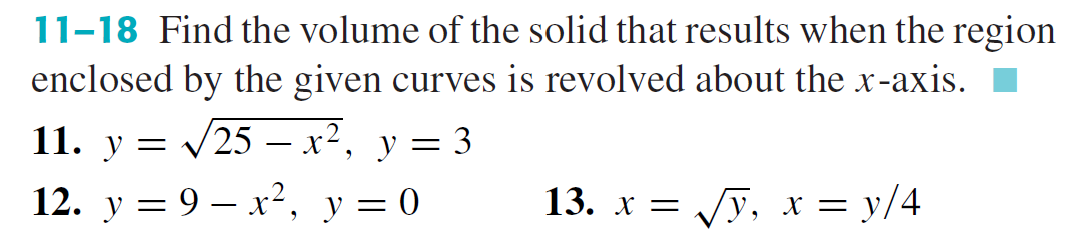 11–18 Find the volume of the solid that results when the region
enclosed by the given curves is revolved about the x-axis.
11. y = √(25 − x²), y = 3
12. y = 9 − x², y = 0 13. x = √y, x = y/4